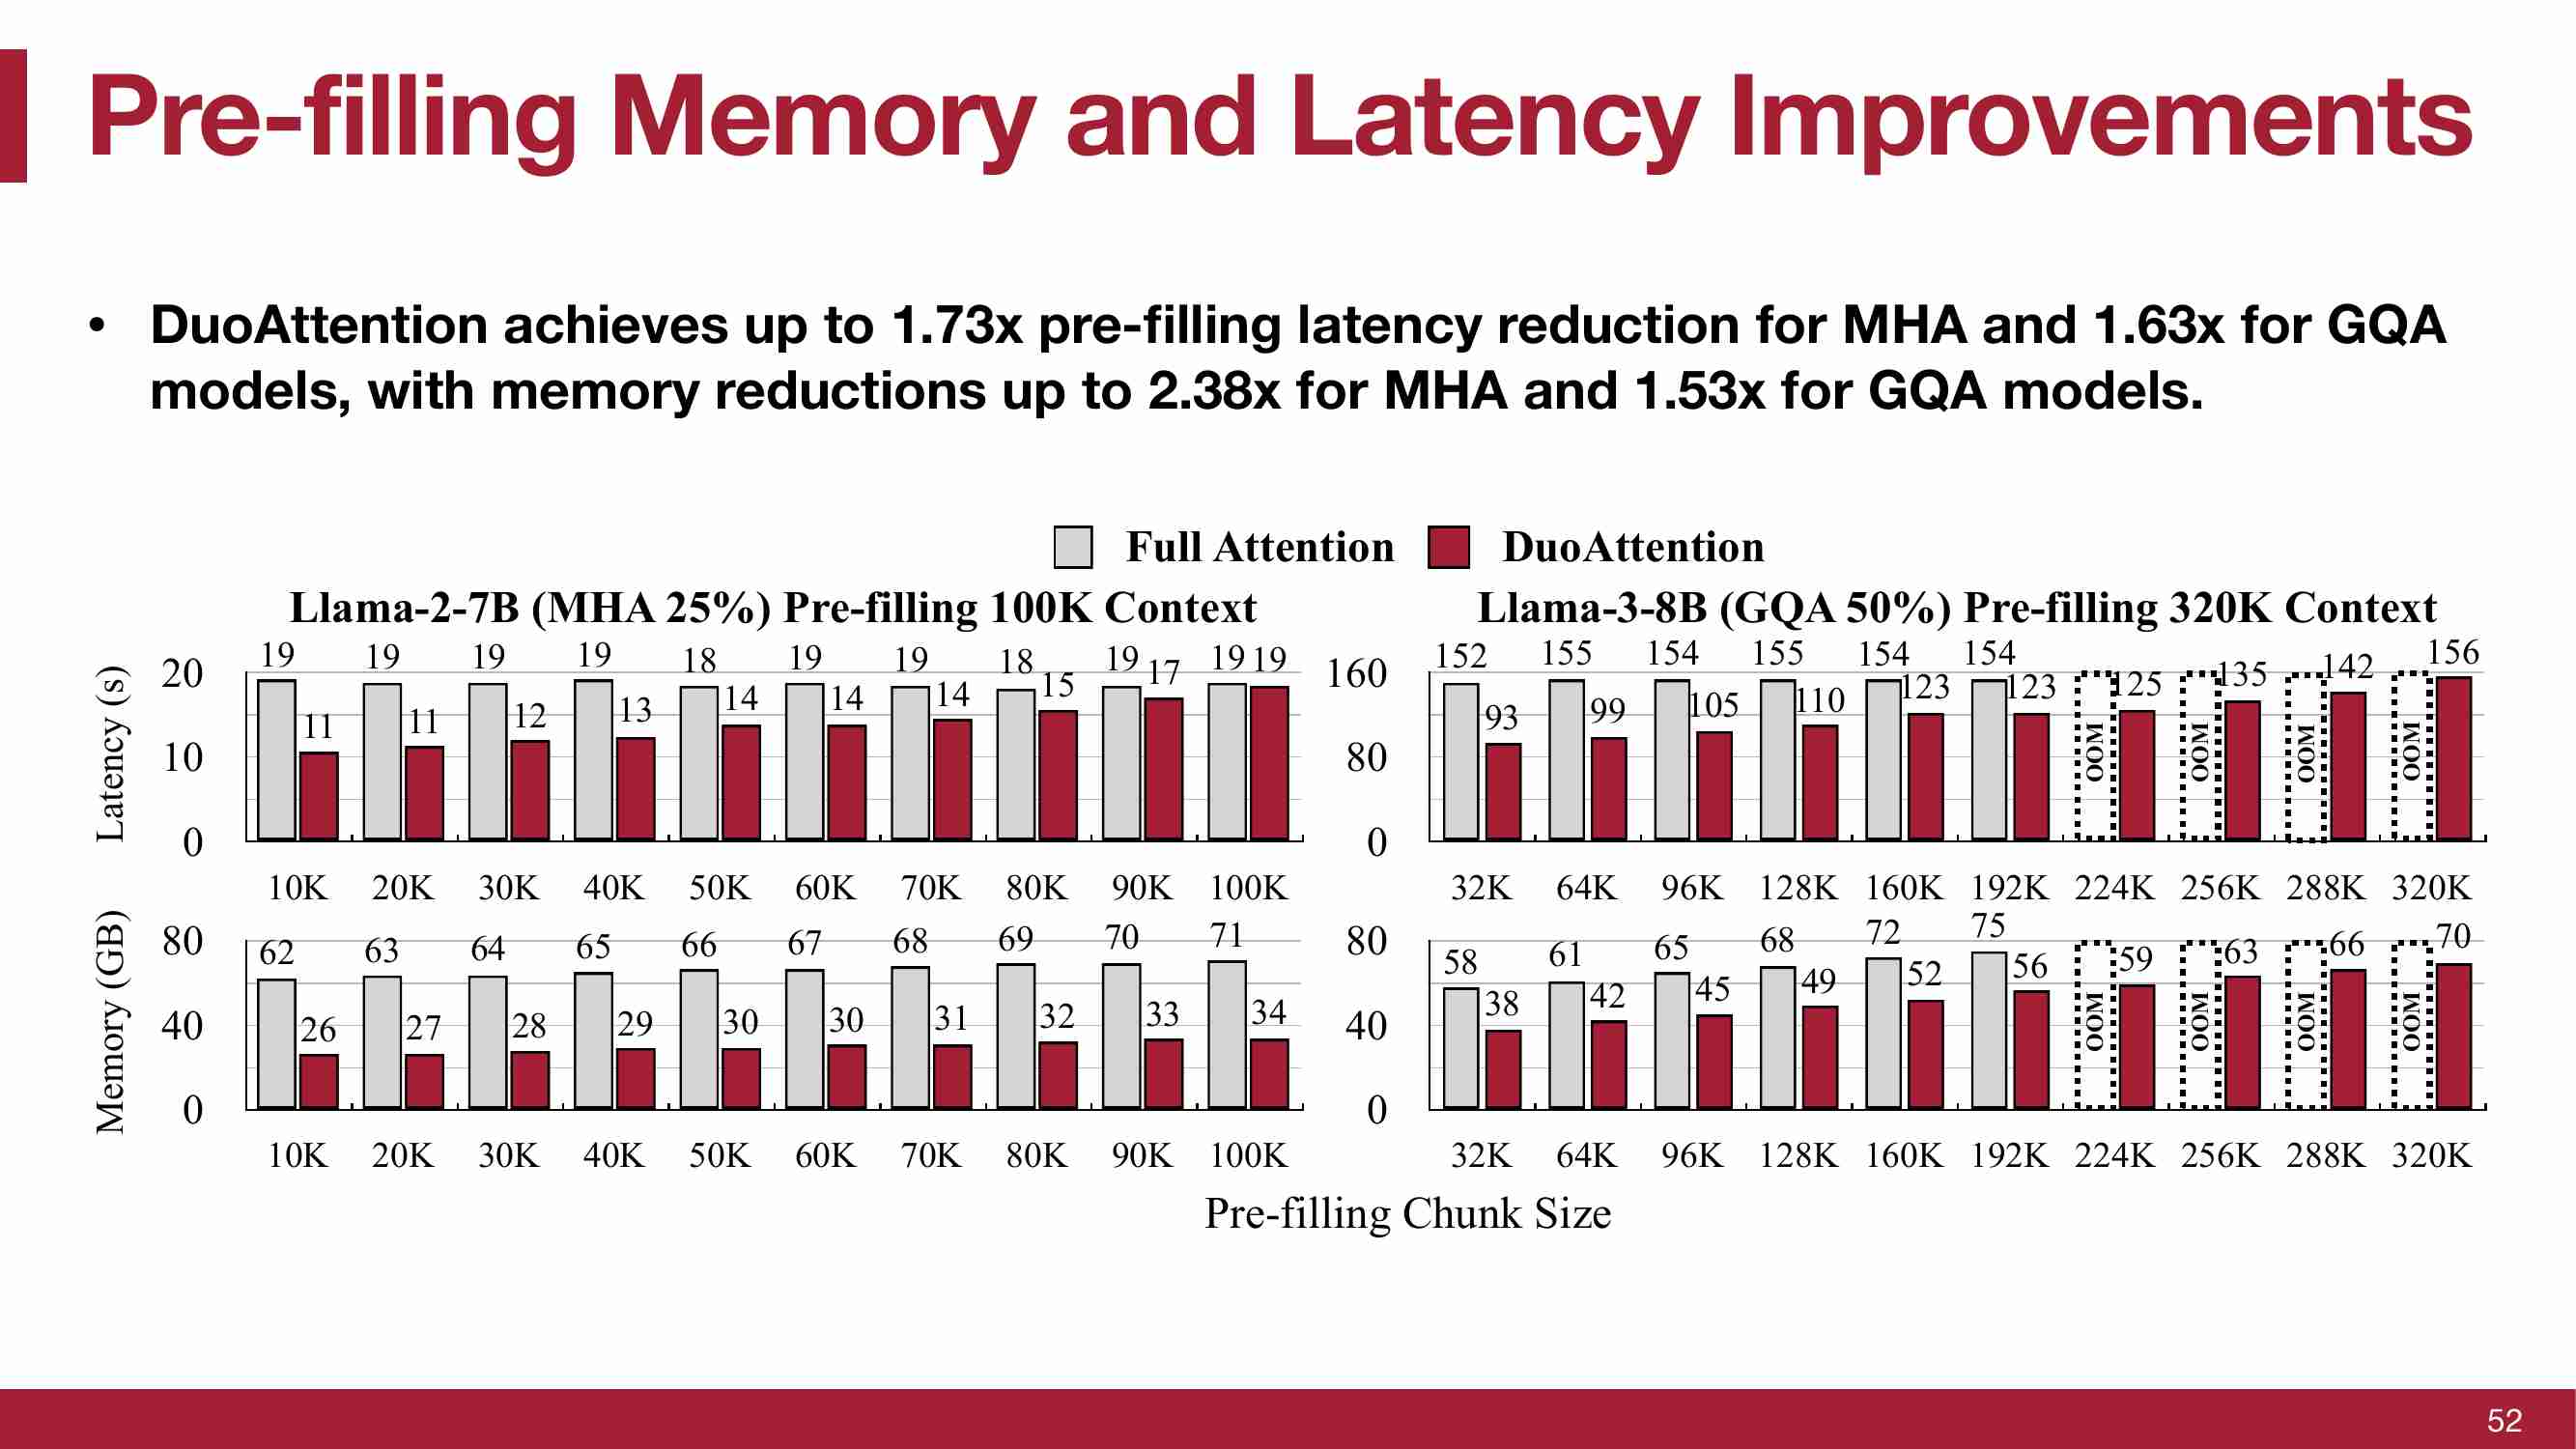 Pre-filling Memory and Latency Improvements
• DuoAttention achieves up to 1.73x pre-filling latency reduction for MHA and 1.63x for GQA
models, with memory reductions up to 2.38x for MHA and 1.53x for GQA models.
Full Attention DuoAttention
Llama-2-7B (MHA 25%) Pre-filling 100K Context
Latency (s)
20
10
0
19 11 19 11 19 12 19 13 18 14 19 14 19 14 18 15 19 17 19 19
10K 20K 30K 40K 50K 60K 70K 80K 90K 100K
Memory (GB)
80
40
0
62 26 63 27 64 28 65 29 66 30 67 30 68 31 69 32 70 33 71 34
10K 20K 30K 40K 50K 60K 70K 80K 90K 100K
Llama-3-8B (GQA 50%) Pre-filling 320K Context
160
80
0
152 93 155 99 154 105 155 110 154 123 154 123 OOM 125 OOM 135 OOM 142 OOM 156
32K 64K 96K 128K 160K 192K 224K 256K 288K 320K
80
40
0
58 38 61 42 65 45 68 49 72 52 75 56 OOM 59 OOM 63 OOM 66 OOM 70
32K 64K 96K 128K 160K 192K 224K 256K 288K 320K
Pre-filling Chunk Size
52